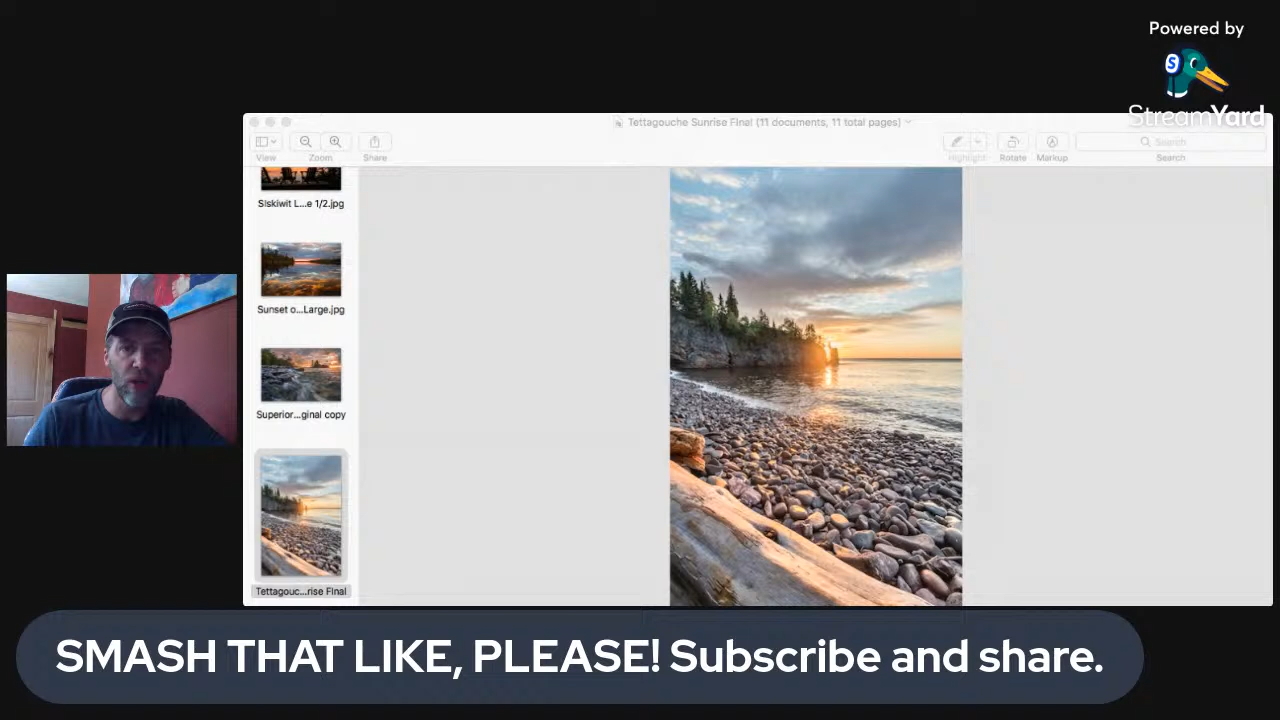 Powered by
StreamYard
Tettagouche Sunrise Final (11 documents, 11 total pages)
View
Zoom
Share
Highlight
Rotate
Markup
Search
Search
SIskiwit L...e 1/2.jpg
Sunset o...Large.jpg
Superior...ginal copy
Tettagouc...rise Final
SMASH THAT LIKE, PLEASE! Subscribe and share.